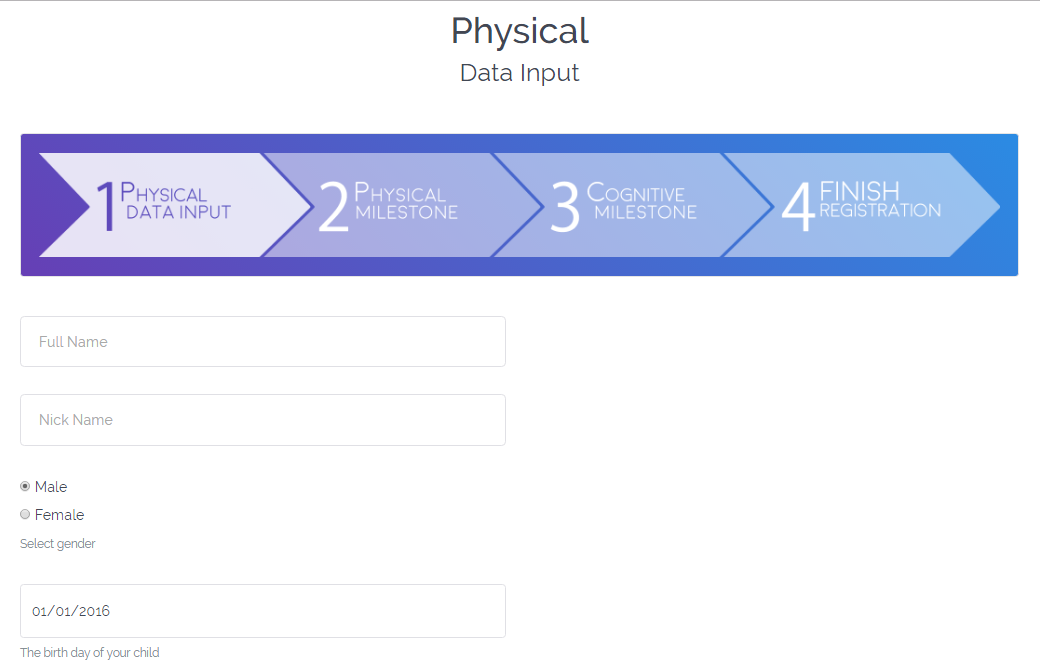 Physical
Data Input
1 PHYSICAL
DATA INPUT
2 PHYSICAL
MILESTONE
3 COGNITIVE
MILESTONE
4 FINISH
REGISTRATION
Full Name
Nick Name
Male
Female
Select gender
01/01/2016
The birth day of your child